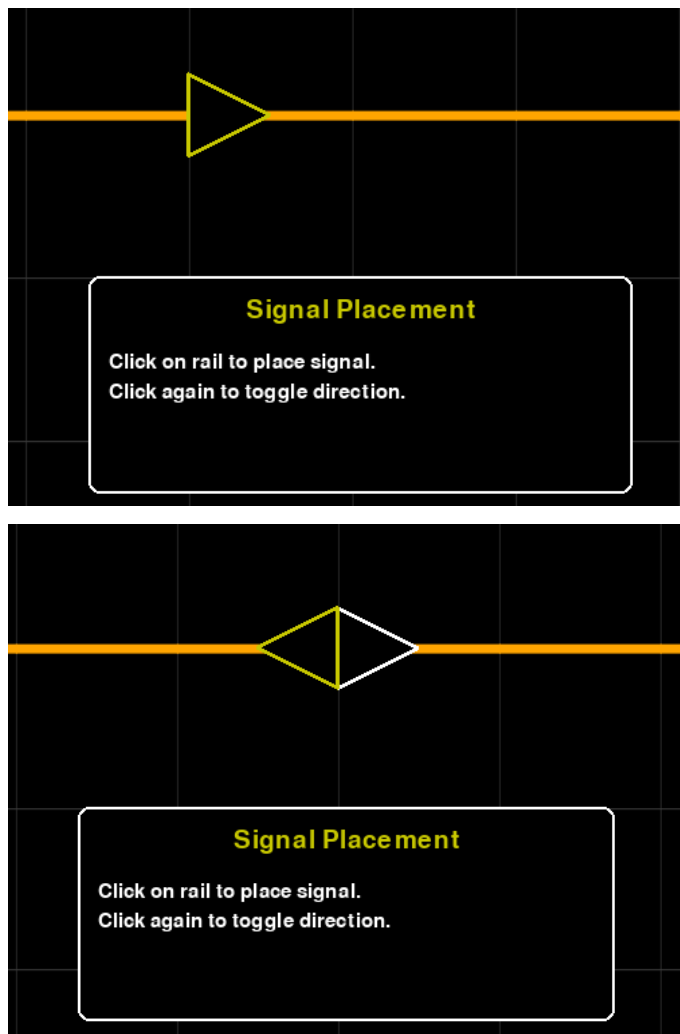 Signal Placement
Click on rail to place signal.
Click again to toggle direction.
Signal Placement
Click on rail to place signal.
Click again to toggle direction.